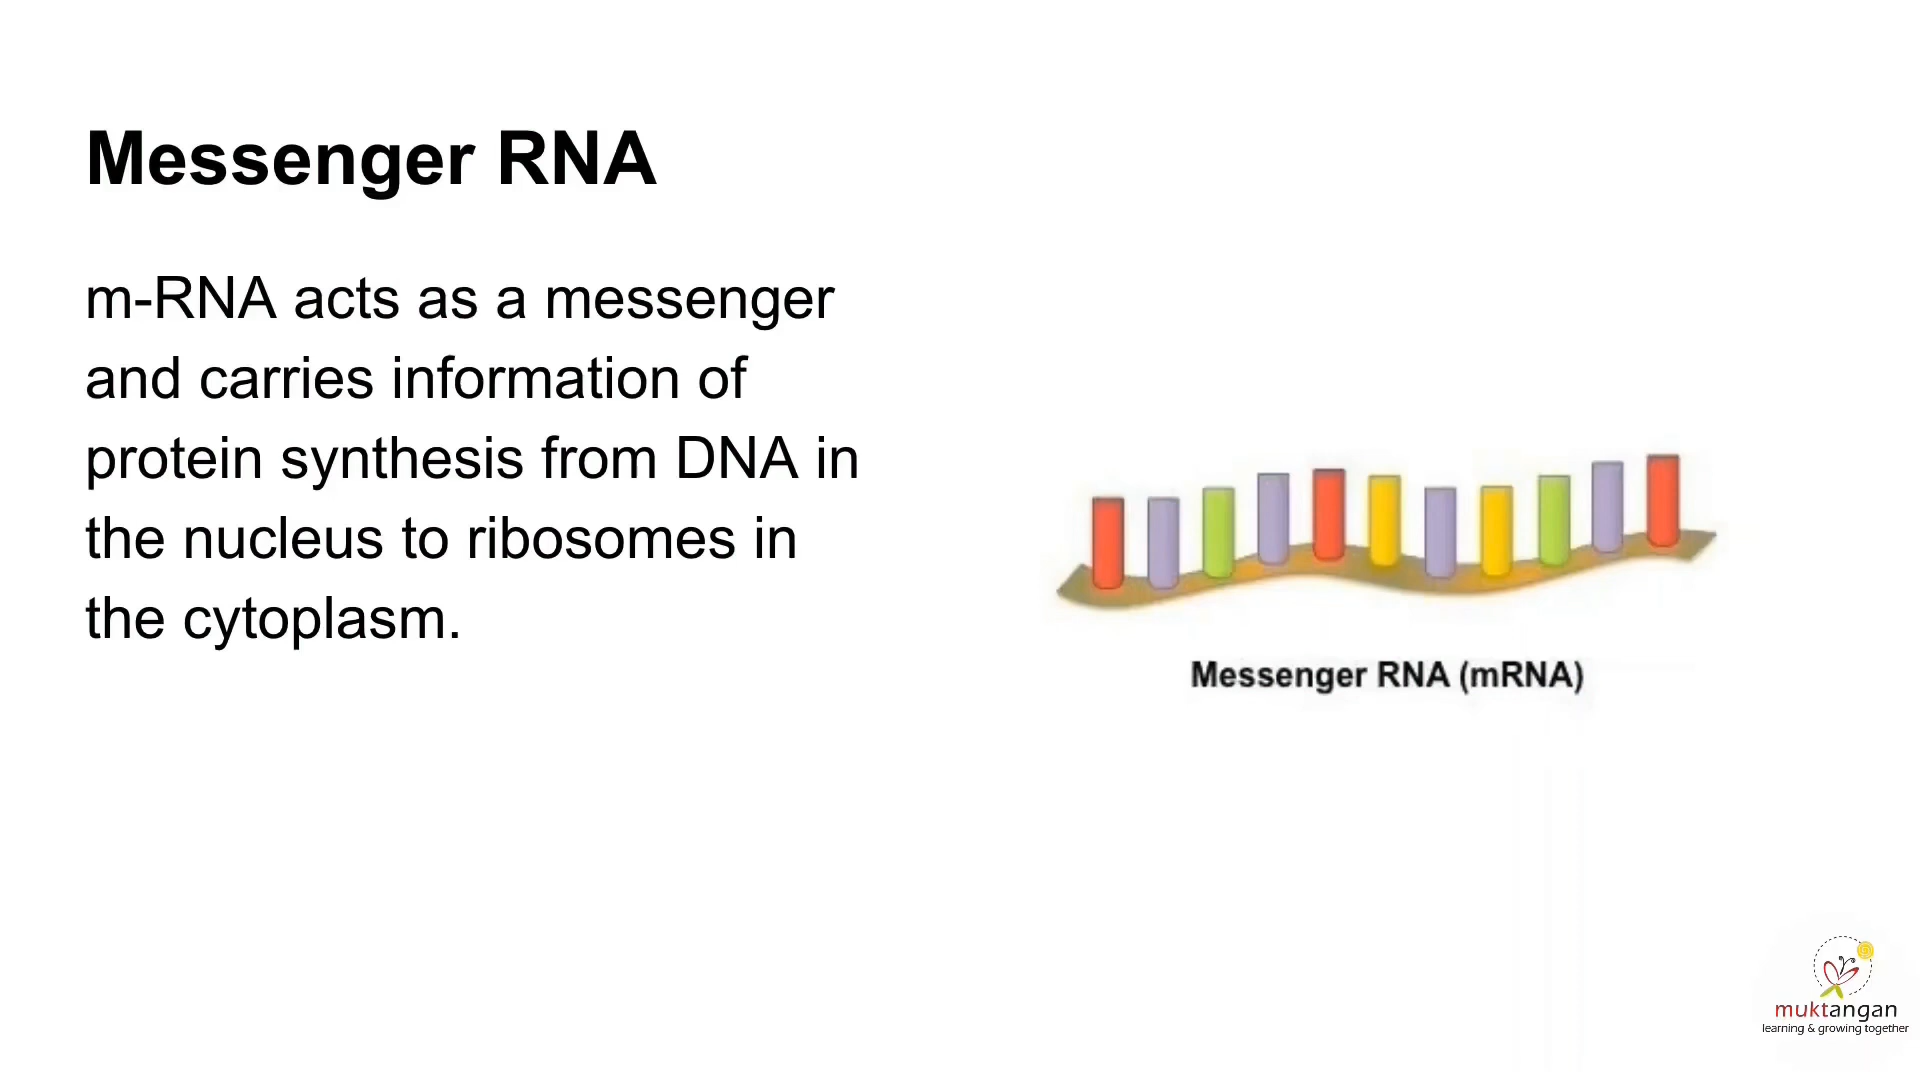 Messenger RNA
m-RNA acts as a messenger
and carries information of
protein synthesis from DNA in
the nucleus to ribosomes in
the cytoplasm.
Messenger RNA (mRNA)
muktangan
learning & growing together